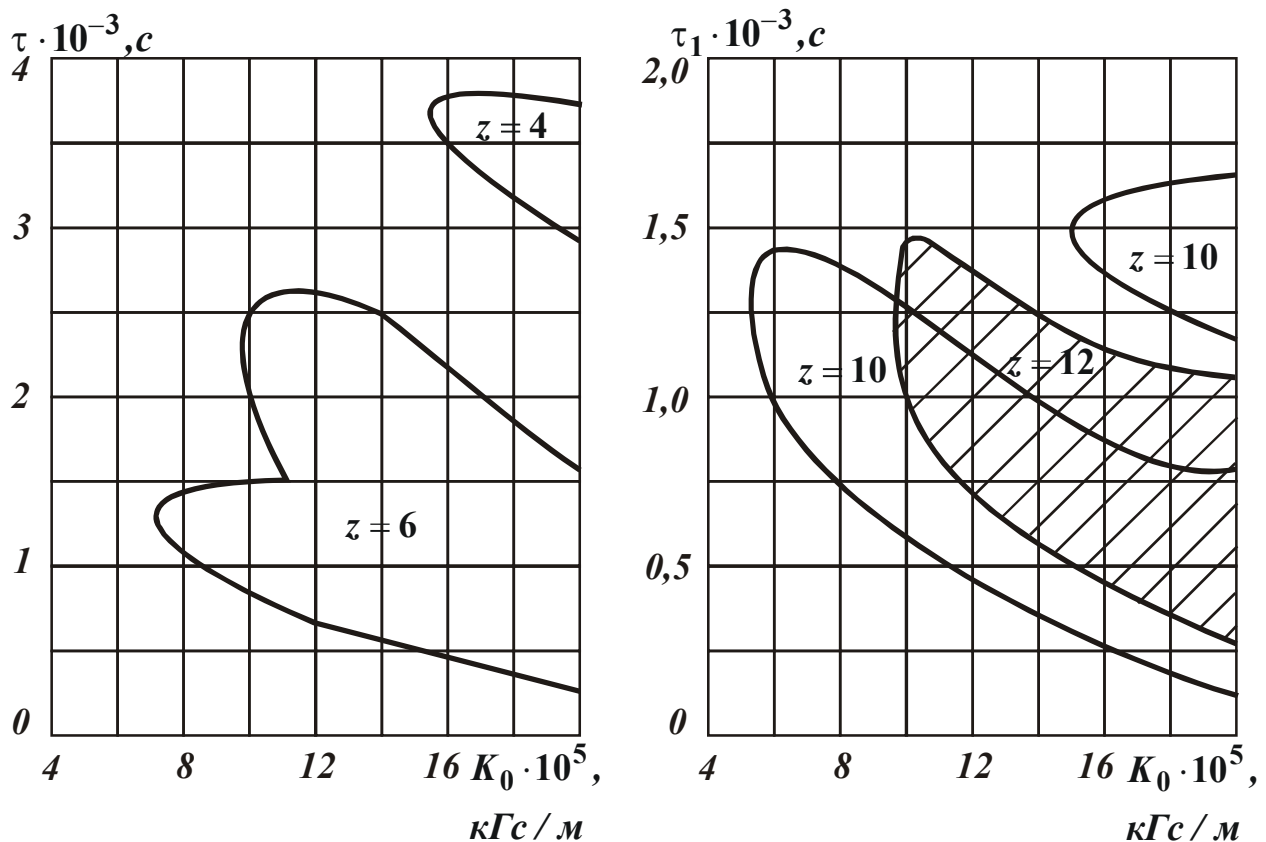 τ · 10⁻³, с
4
3
2
1
0
z = 4
z = 6
4 8 12 16 K₀ · 10⁵,
кГс / м
τ₁ · 10⁻³, с
2,0
1,5
1,0
0,5
0
z = 10
z = 10
z = 12
4 8 12 16 K₀ · 10⁵,
кГс / м